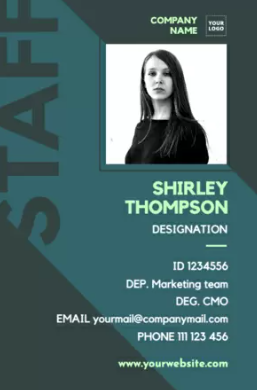 STAFF
COMPANY
NAME
YOUR
LOGO
SHIRLEY
THOMPSON
DESIGNATION
ID 1234556
DEP. Marketing team
DEG. CMO
EMAIL yourmail@companymail.com
PHONE 111 123 456
www.yourwebsite.com